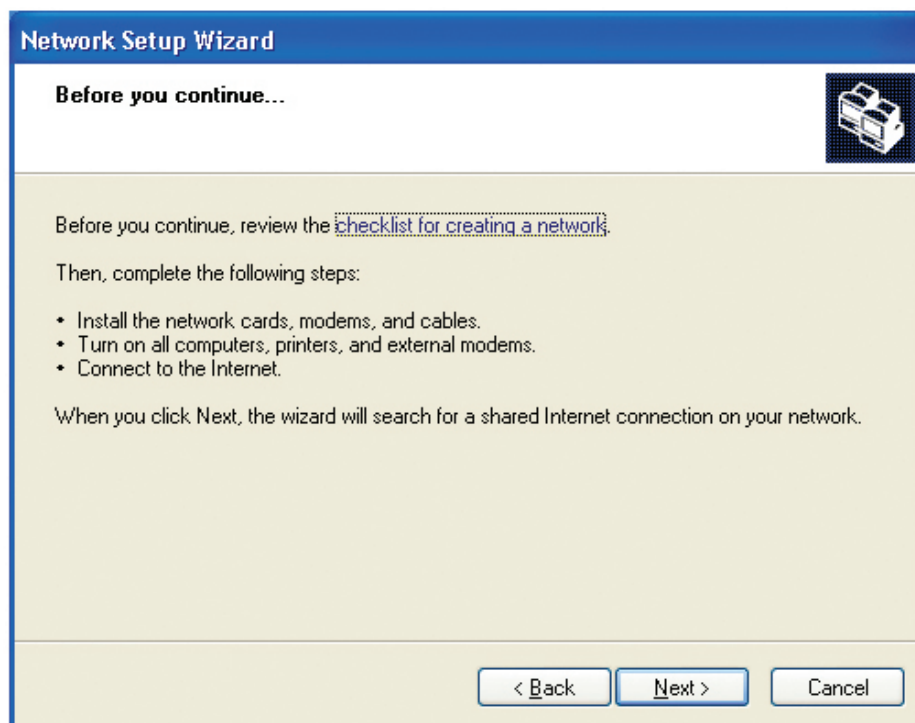 Network Setup Wizard
Before you continue...
Before you continue, review the checklist for creating a network.
Then, complete the following steps:
• Install the network cards, modems, and cables.
• Turn on all computers, printers, and external modems.
• Connect to the Internet.
When you click Next, the wizard will search for a shared Internet connection on your network.
< Back Next > Cancel